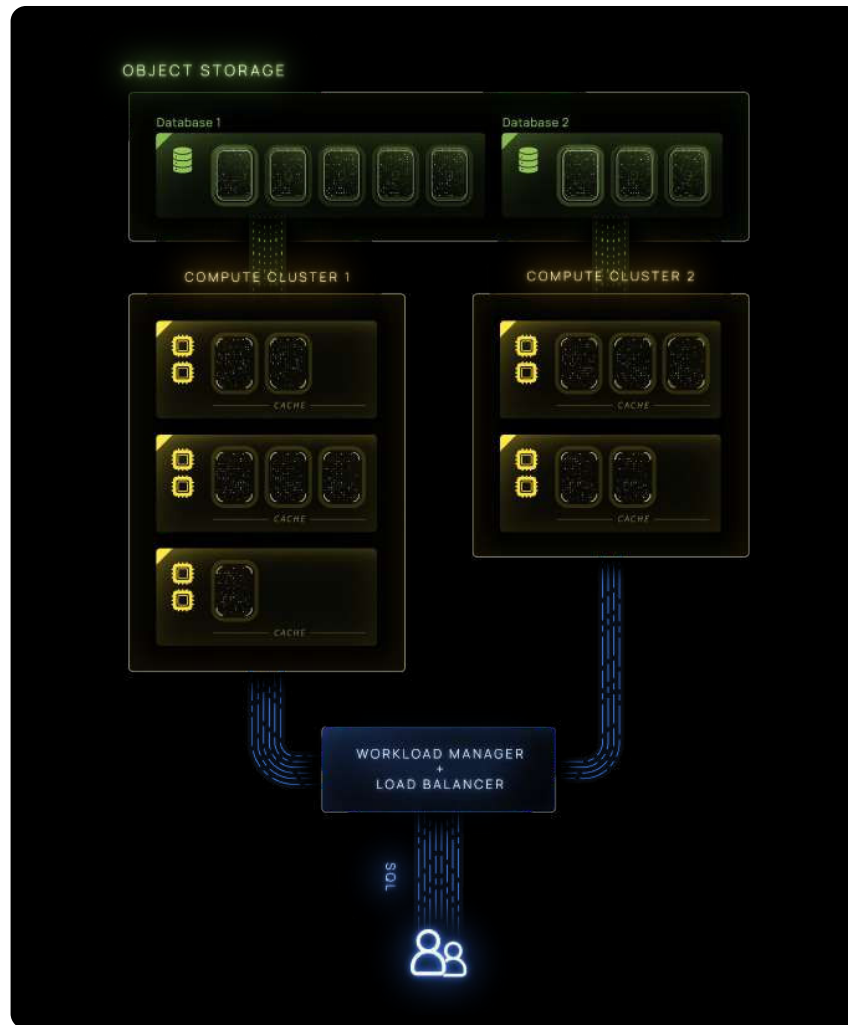 OBJECT STORAGE
Database 1
Database 2
COMPUTE CLUSTER 1
COMPUTE CLUSTER 2
CACHE
CACHE
CACHE
CACHE
CACHE
WORKLOAD MANAGER
+
LOAD BALANCER
SQL